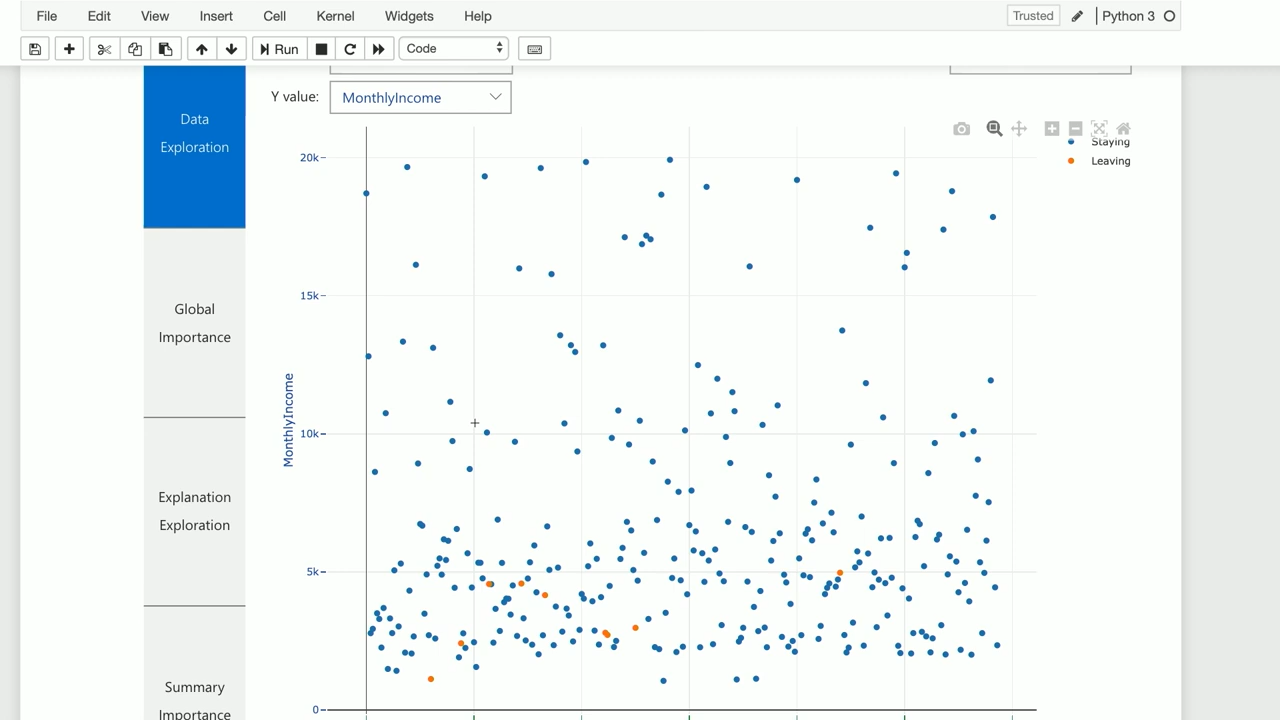 File Edit View Insert Cell Kernel Widgets Help Trusted Python 3
Run Code
Data
Exploration
Y value: MonthlyIncome
Staying
Leaving
20k
15k
10k
5k
0
MonthlyIncome
Global
Importance
Explanation
Exploration
Summary
Importance